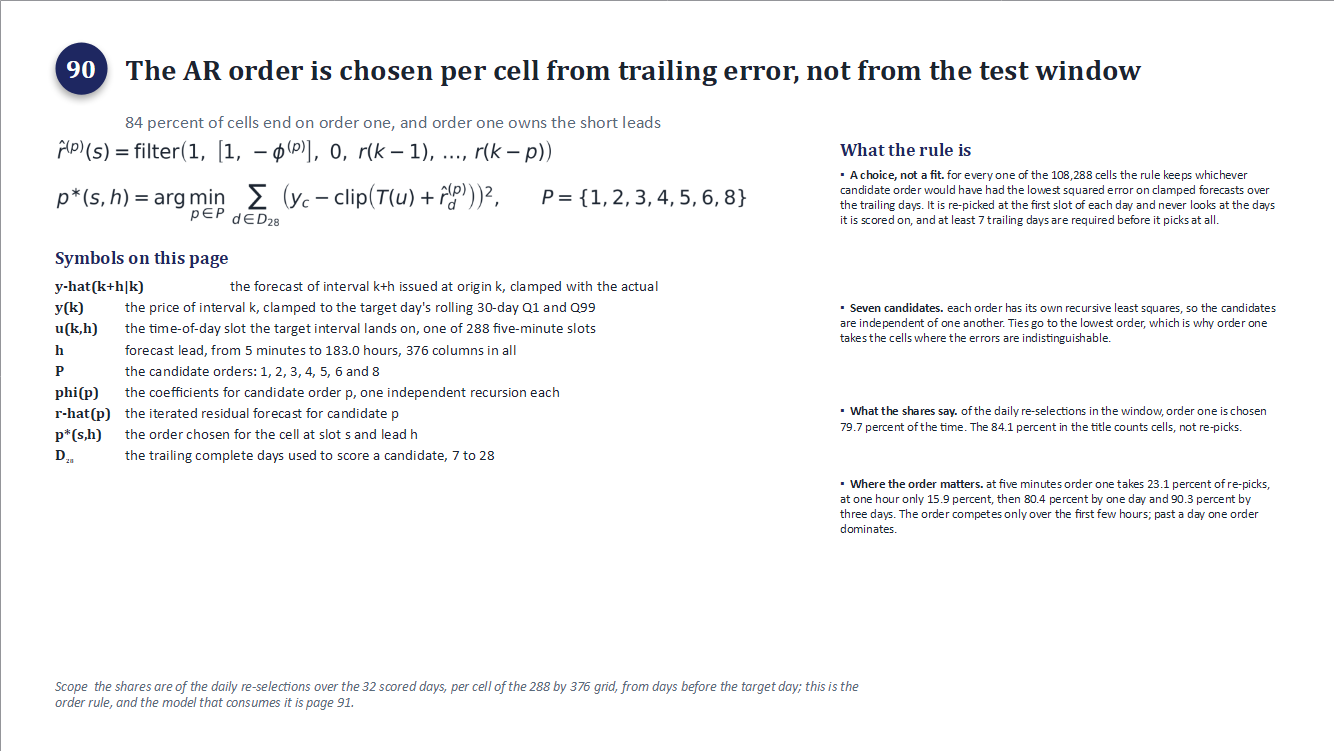 90
The AR order is chosen per cell from trailing error, not from the test window
84 percent of cells end on order one, and order one owns the short leads
r̂⁽ᵖ⁾(s) = filter(1, [1, −ϕ⁽ᵖ⁾], 0, r(k − 1), ..., r(k − p))
p*(s, h) = arg min_{p∈P} ∑_{d∈D₂₈} (y_c − clip(T(u) + r̂_d⁽ᵖ⁾))², P = {1, 2, 3, 4, 5, 6, 8}
Symbols on this page
y-hat(k+h|k) the forecast of interval k+h issued at origin k, clamped with the actual
y(k) the price of interval k, clamped to the target day's rolling 30-day Q1 and Q99
u(k,h) the time-of-day slot the target interval lands on, one of 288 five-minute slots
h forecast lead, from 5 minutes to 183.0 hours, 376 columns in all
P the candidate orders: 1, 2, 3, 4, 5, 6 and 8
phi(p) the coefficients for candidate order p, one independent recursion each
r-hat(p) the iterated residual forecast for candidate p
p*(s,h) the order chosen for the cell at slot s and lead h
D₂₈ the trailing complete days used to score a candidate, 7 to 28
What the rule is
▪ A choice, not a fit. for every one of the 108,288 cells the rule keeps whichever
candidate order would have had the lowest squared error on clamped forecasts over
the trailing days. It is re-picked at the first slot of each day and never looks at the days
it is scored on, and at least 7 trailing days are required before it picks at all.
▪ Seven candidates. each order has its own recursive least squares, so the candidates
are independent of one another. Ties go to the lowest order, which is why order one
takes the cells where the errors are indistinguishable.
▪ What the shares say. of the daily re-selections in the window, order one is chosen
79.7 percent of the time. The 84.1 percent in the title counts cells, not re-picks.
▪ Where the order matters. at five minutes order one takes 23.1 percent of re-picks,
at one hour only 15.9 percent, then 80.4 percent by one day and 90.3 percent by
three days. The order competes only over the first few hours; past a day one order
dominates.
Scope the shares are of the daily re-selections over the 32 scored days, per cell of the 288 by 376 grid, from days before the target day; this is the
order rule, and the model that consumes it is page 91.